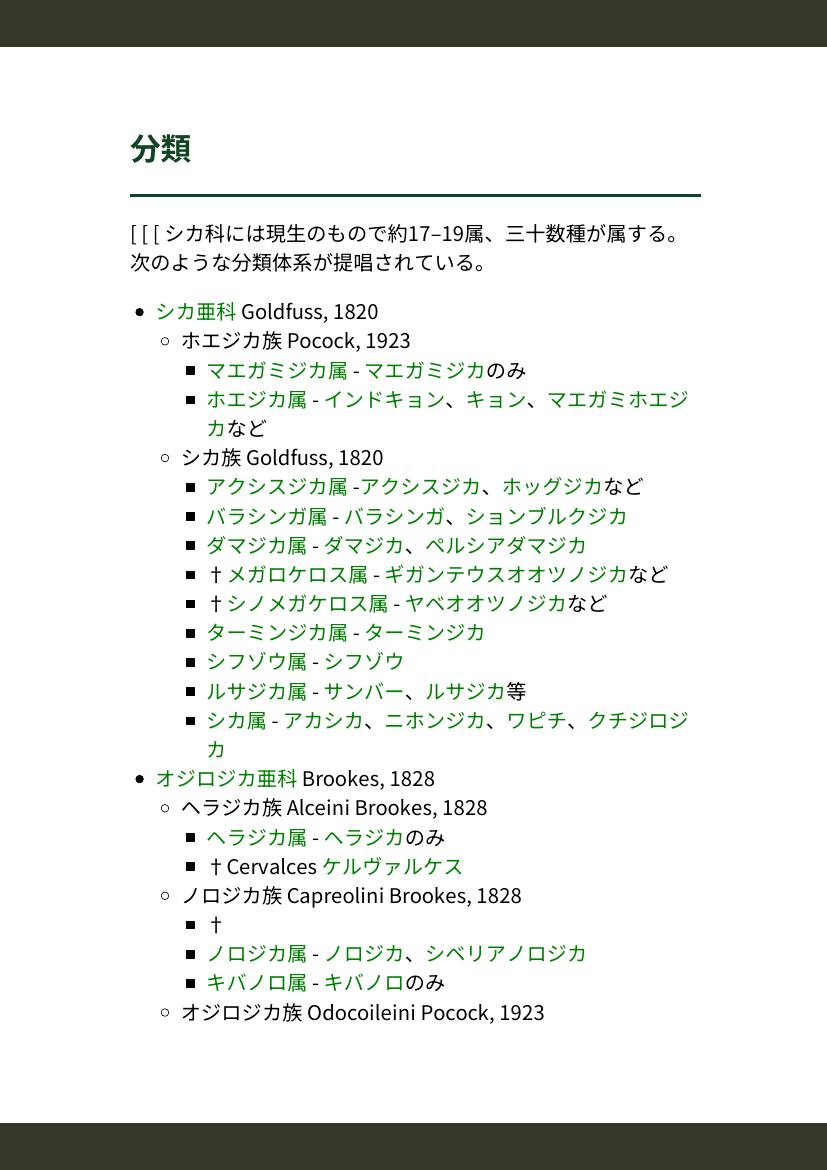 分類
[ [ [ シカ科には現生のもので約17–19属、三十数種が属する。
次のような分類体系が提唱されている。
シカ亜科 Goldfuss, 1820
ホエジカ族 Pocock, 1923
マエガミジカ属 - マエガミジカのみ
ホエジカ属 - インドキョン、キョン、マエガミホエジ
カなど
シカ族 Goldfuss, 1820
アクシスジカ属 -アクシスジカ、ホッグジカなど
バラシンガ属 - バラシンガ、ションブルクジカ
ダマジカ属 - ダマジカ、ペルシアダマジカ
†メガロケロス属 - ギガンテウスオオツノジカなど
†シノメガケロス属 - ヤベオオツノジカなど
ターミンジカ属 - ターミンジカ
シフゾウ属 - シフゾウ
ルサジカ属 - サンバー、ルサジカ等
シカ属 - アカシカ、ニホンジカ、ワピチ、クチジロジ
カ
オジロジカ亜科 Brookes, 1828
ヘラジカ族 Alceini Brookes, 1828
ヘラジカ属 - ヘラジカのみ
†Cervalces ケルヴァルケス
ノロジカ族 Capreolini Brookes, 1828
†
ノロジカ属 - ノロジカ、シベリアノロジカ
キバノロ属 - キバノロのみ
オジロジカ族 Odocoileini Pocock, 1923